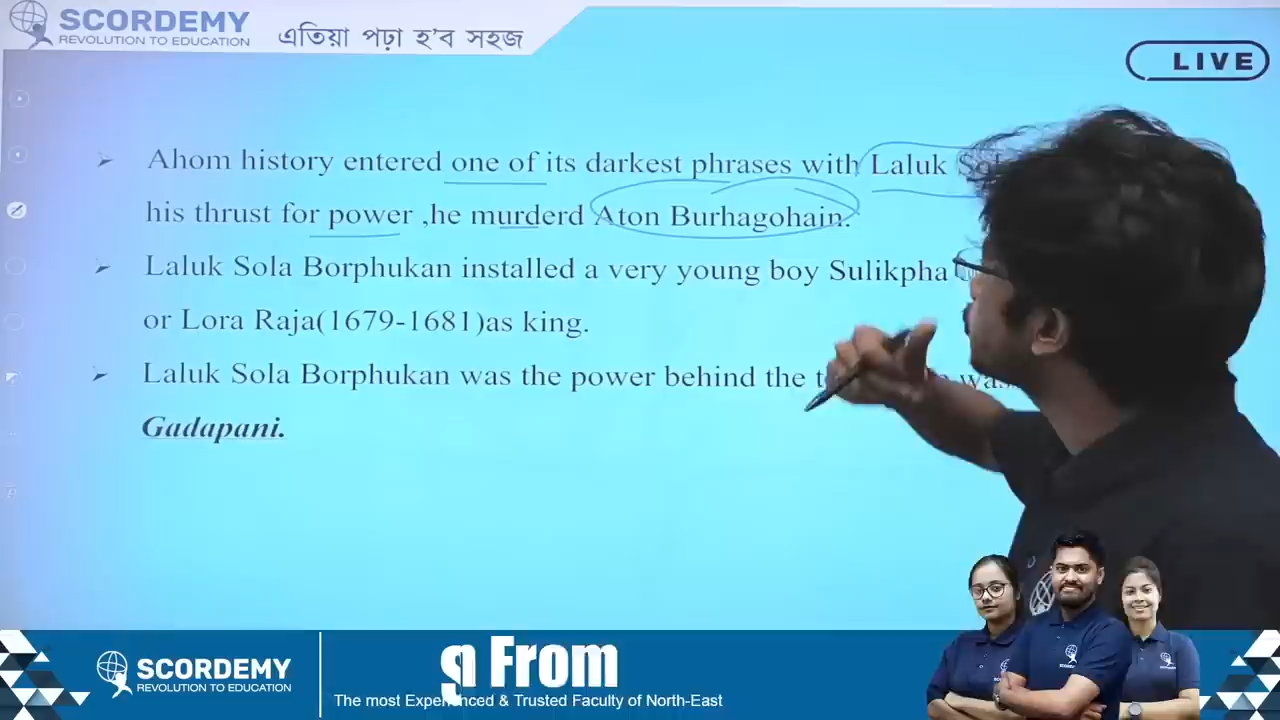 SCORDEMY
REVOLUTION TO EDUCATION
এতিয়া পঢ়া হ'ব সহজ
LIVE
Ahom history entered one of its darkest phrases with Laluk
his thrust for power ,he murderd Aton Burhagohain.
Laluk Sola Borphukan installed a very young boy Sulikpha
or Lora Raja(1679-1681)as king.
Laluk Sola Borphukan was the power behind the
Gadapani.
SCORDEMY
REVOLUTION TO EDUCATION
g From
The most Experienced & Trusted Faculty of North-East